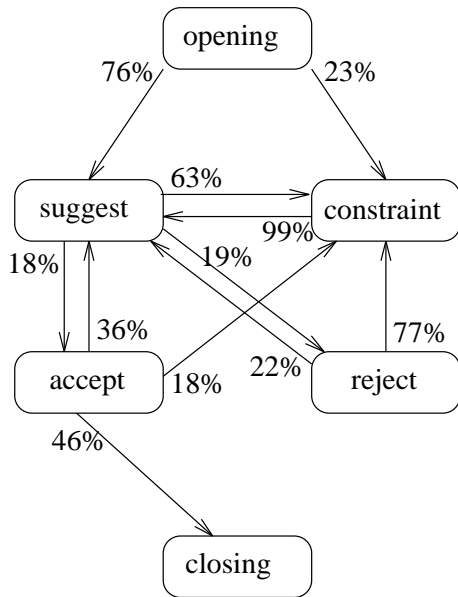 opening
76%
23%
63%
suggest
constraint
99%
18%
19%
36%
77%
22%
accept
18%
reject
46%
closing